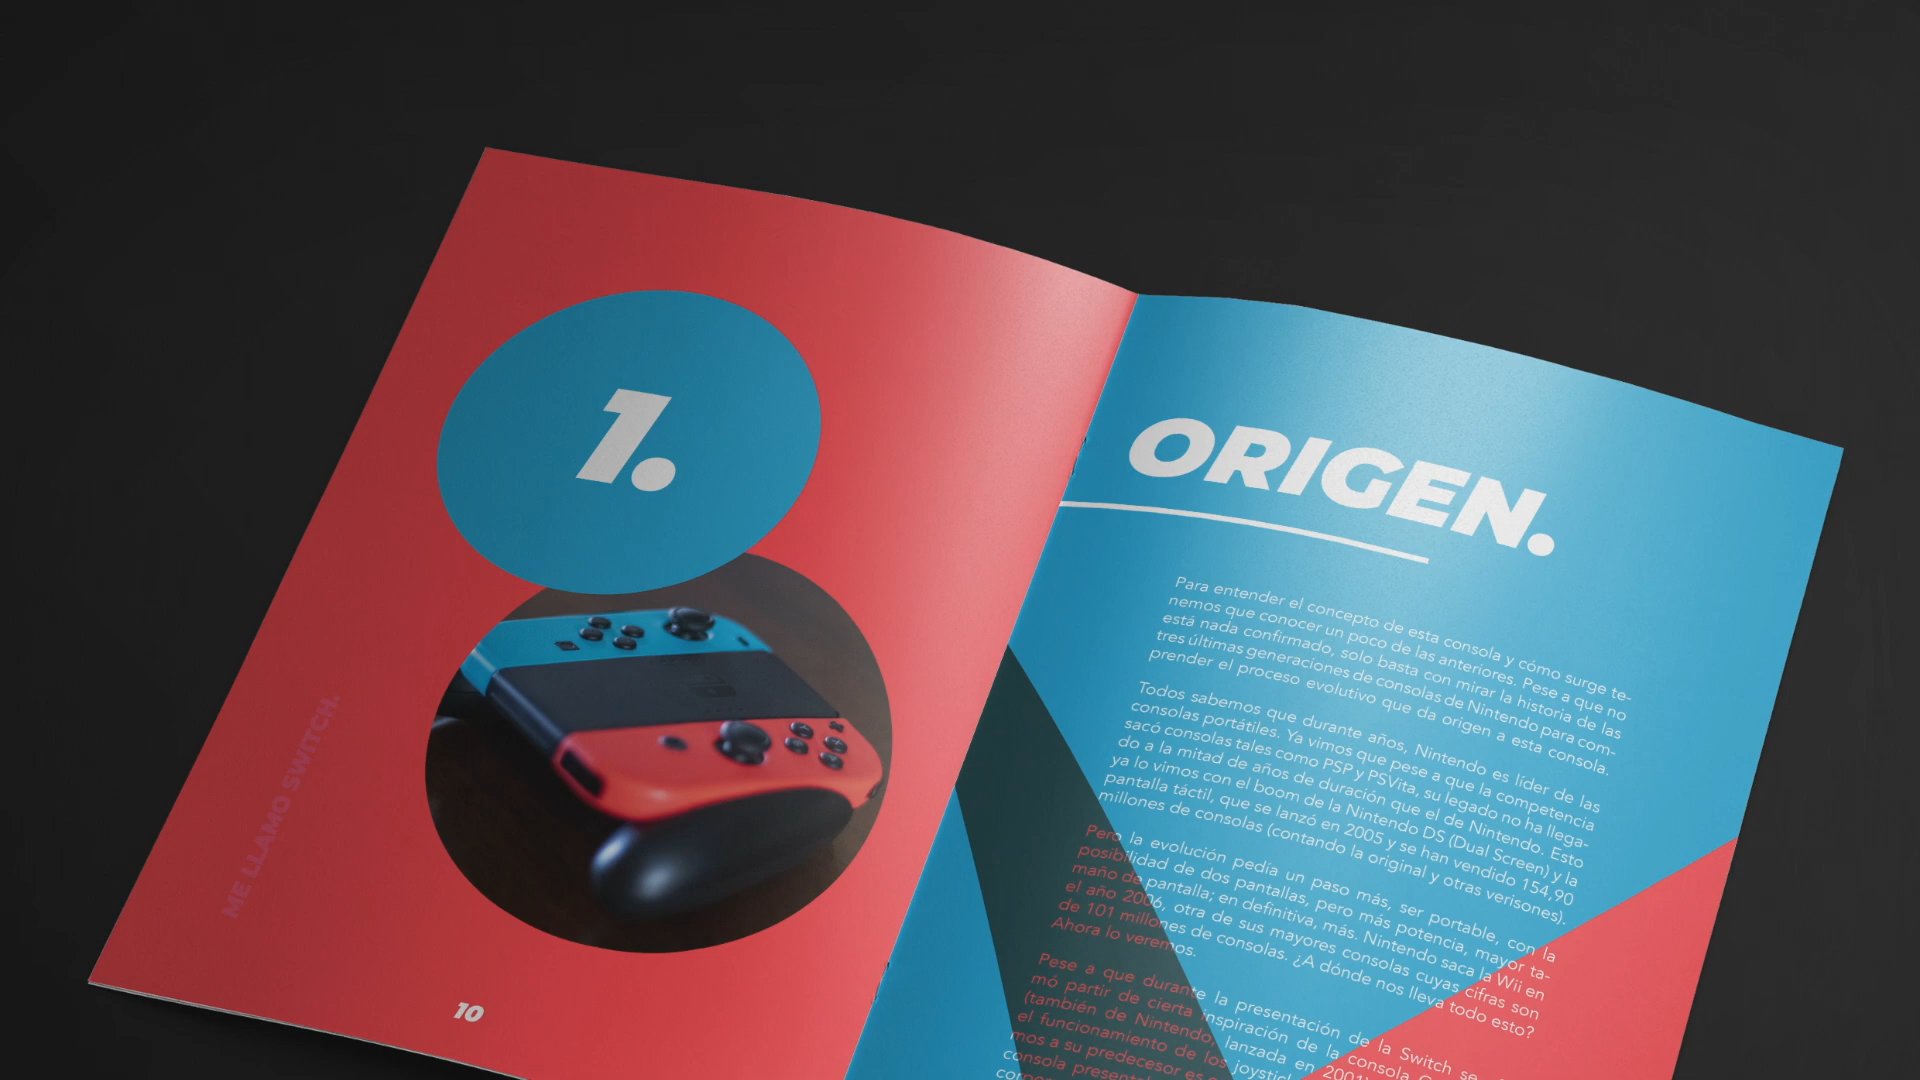 1.
ME LLAMO SWITCH.
10
ORIGEN.
Para entender el concepto de esta consola y cómo surge te-
nemos que conocer un poco de las anteriores. Pese a que no
está nada confirmado, solo basta con mirar la historia de las
tres últimas generaciones de consolas de Nintendo para com-
prender el proceso evolutivo que da origen a esta consola.
Todos sabemos que durante años, Nintendo es líder de las
consolas portátiles. Ya vimos que pese a que la competencia
sacó consolas tales como PSP y PSVita, su legado no ha llega-
do a la mitad de años de duración que el de Nintendo. Esto
ya lo vimos con el boom de la Nintendo DS (Dual Screen) y la
pantalla táctil, que se lanzó en 2005 y se han vendido 154,90
millones de consolas (contando la original y otras verisones).
Pero la evolución pedía un paso más, ser portable, con la
posibilidad de dos pantallas, pero más potencia, mayor ta-
maño de pantalla; en definitiva, más. Nintendo saca la Wii en
el año 2006, otra de sus mayores consolas cuyas cifras son
de 101 millones de consolas. ¿A dónde nos lleva todo esto?
Ahora lo veremos.
Pese a que durante la presentación de la Switch se
mó partir de cierta inspiración de la consola
(también de Nintendo, lanzada en 2001)
el funcionamiento de los
mos a su predecesor es
consola